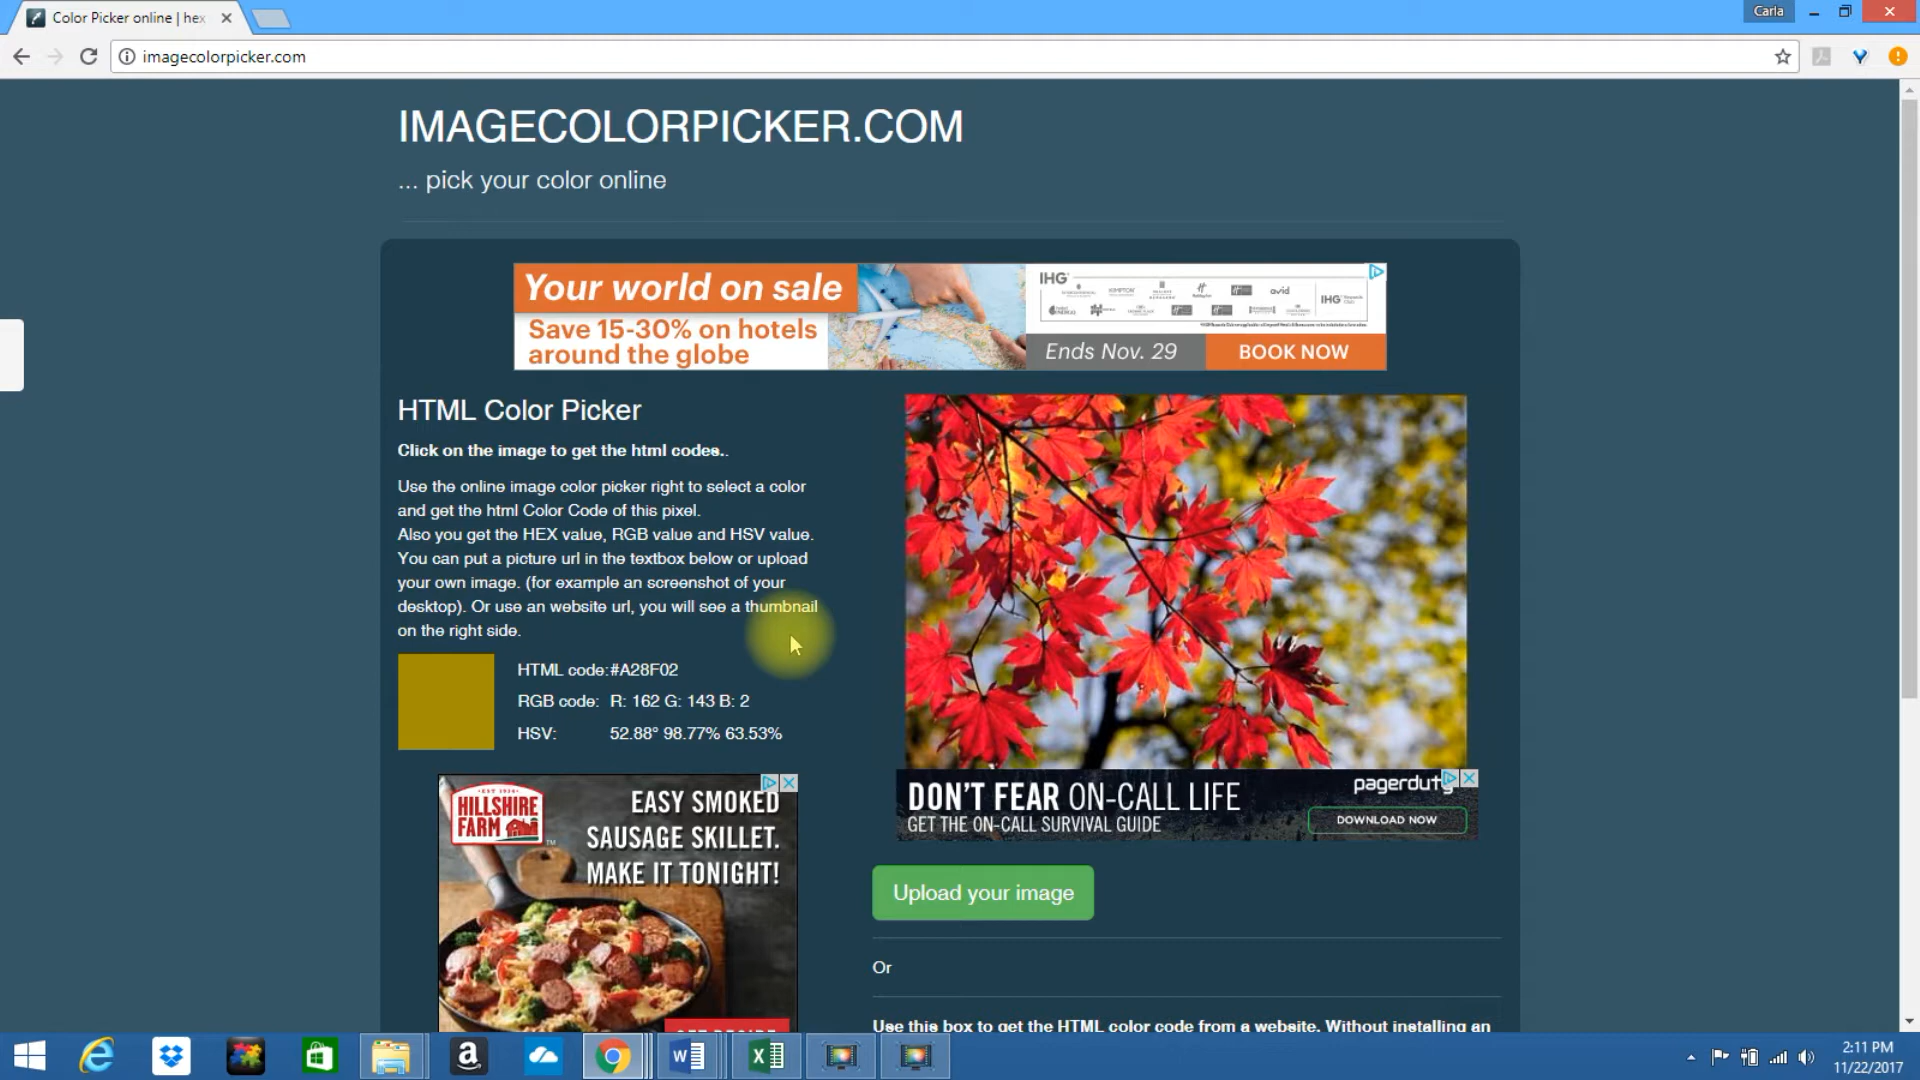 Color Picker online | hex
Carla
imagecolorpicker.com
IMAGECOLORPICKER.COM
... pick your color online
Your world on sale
Save 15-30% on hotels
around the globe
IHG
KIMPTON
avid
IHG
Ends Nov. 29
BOOK NOW
HTML Color Picker
Click on the image to get the html codes..
Use the online image color picker right to select a color
and get the html Color Code of this pixel.
Also you get the HEX value, RGB value and HSV value.
You can put a picture url in the textbox below or upload
your own image. (for example an screenshot of your
desktop). Or use an website url, you will see a thumbnail
on the right side.
HTML code: #A28F02
RGB code: R: 162 G: 143 B: 2
HSV: 52.88° 98.77% 63.53%
HILLSHIRE
FARM
TM
EASY SMOKED
SAUSAGE SKILLET.
MAKE IT TONIGHT!
DON'T FEAR ON-CALL LIFE
GET THE ON-CALL SURVIVAL GUIDE
pagerduty
DOWNLOAD NOW
Upload your image
Or
Use this box to get the HTML color code from a website. Without installing an
2:11 PM
11/22/2017